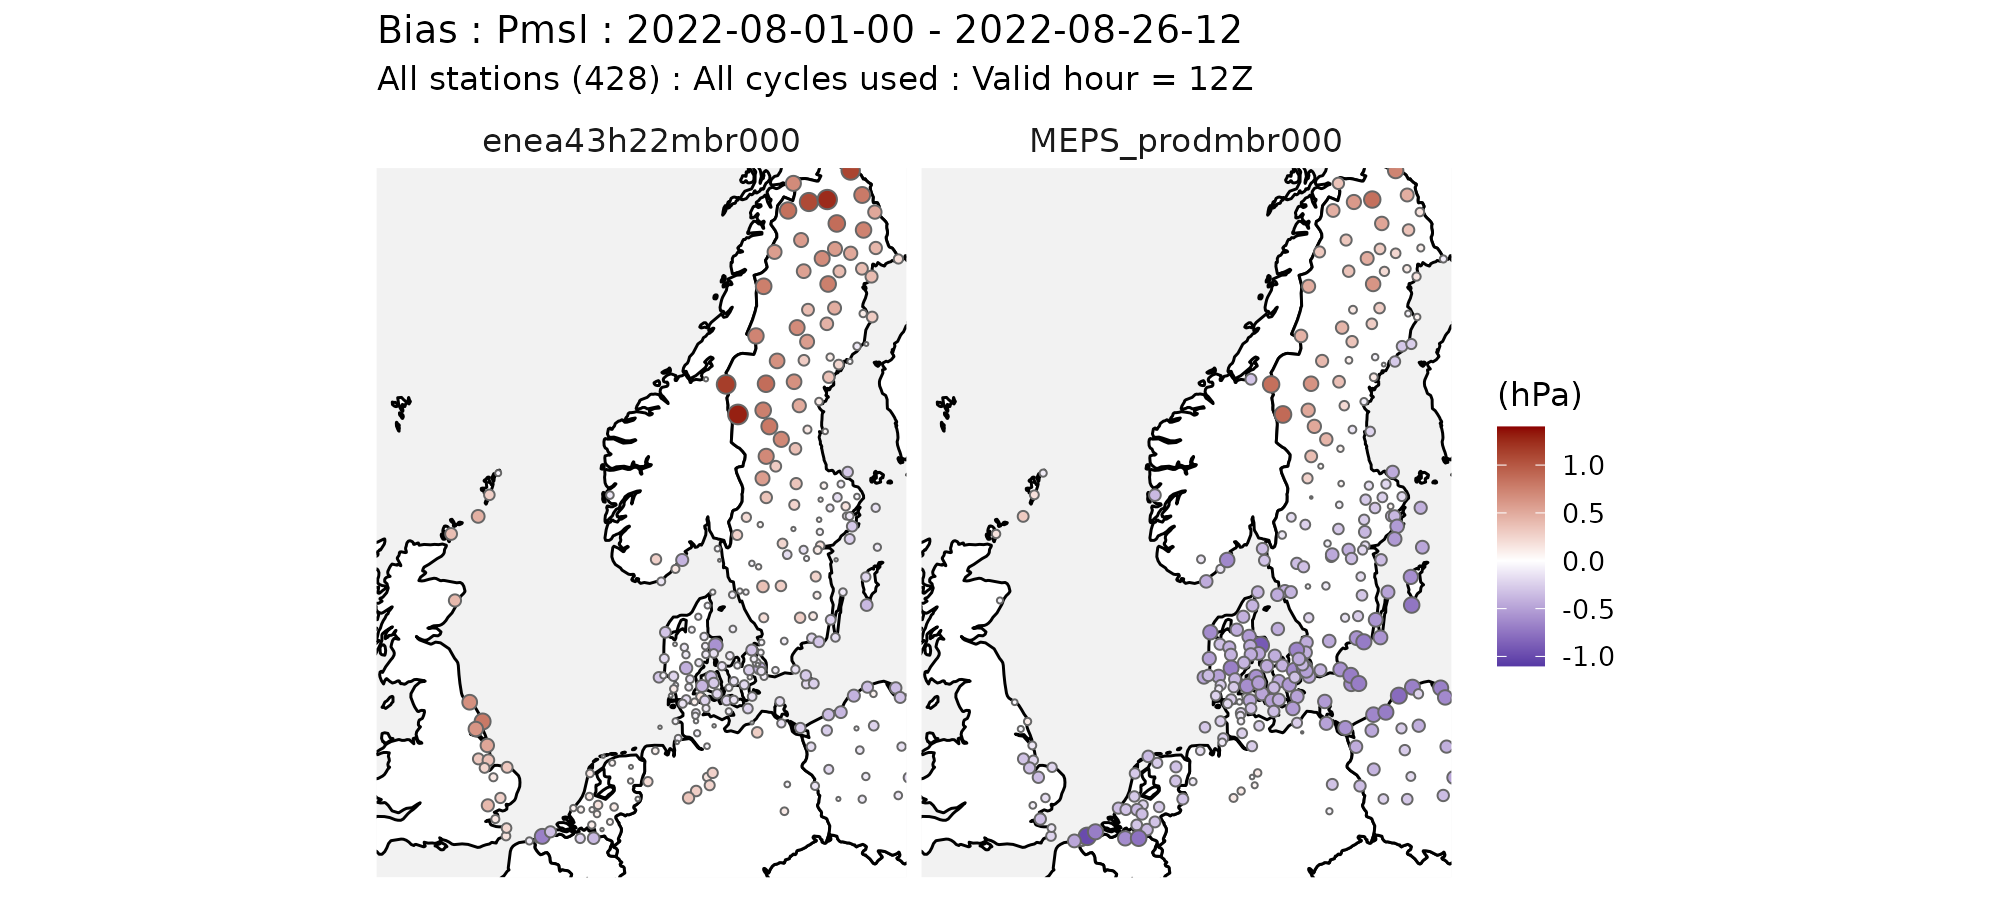 Bias : Pmsl : 2022-08-01-00 - 2022-08-26-12
All stations (428) : All cycles used : Valid hour = 12Z
enea43h22mbr000
MEPS_prodmbr000
(hPa)
1.0
0.5
0.0
-0.5
-1.0